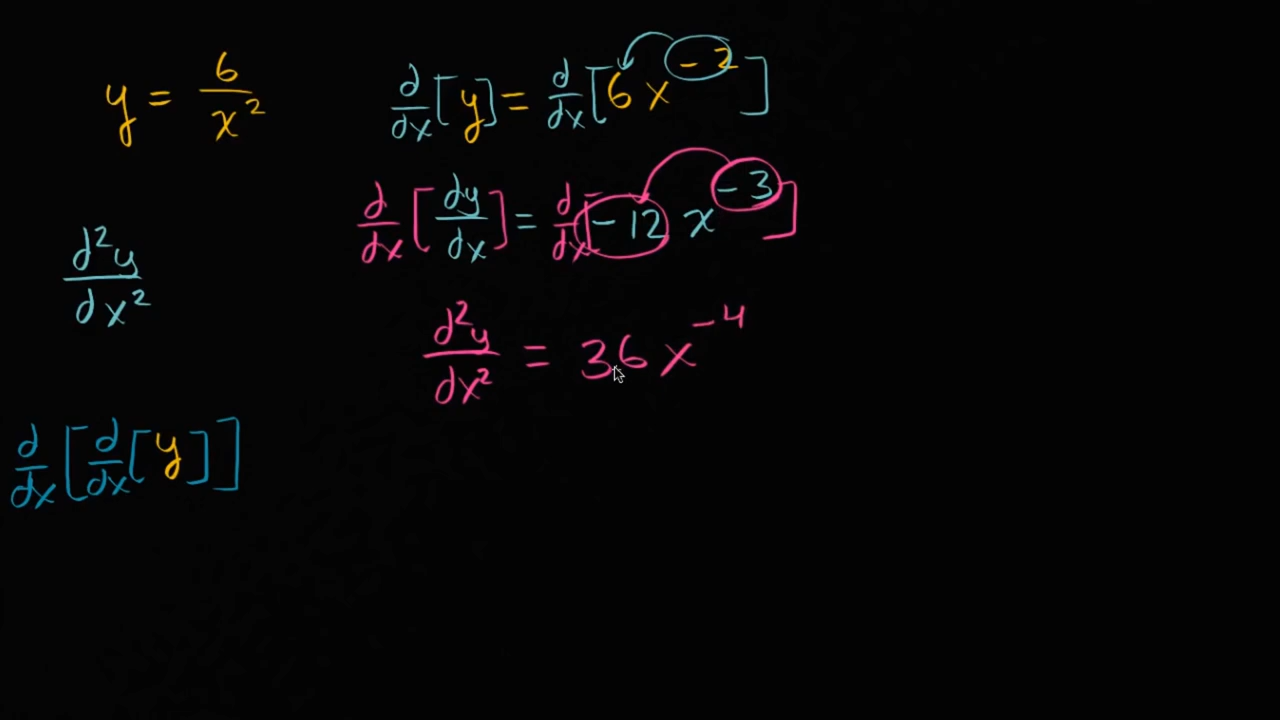 y = 6/x²
d/dx[y] = d/dx[6x⁻²]
d/dx[dy/dx] = d/dx[-12 x⁻³]
d²y/dx²
d²y/dx² = 36x⁻⁴
d/dx[d/dx[y]]